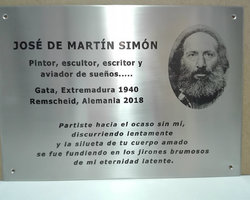 JOSÉ DE MARTÍN SIMÓN
Pintor, escultor, escritor y
aviador de sueños.....
Gata, Extremadura 1940
Remscheid, Alemania 2018
Partiste hacia el ocaso sin mi,
discurriendo lentamente
y la silueta de tu cuerpo amado
se fue fundiendo en los jirones brumosos
de mi eternidad latente.